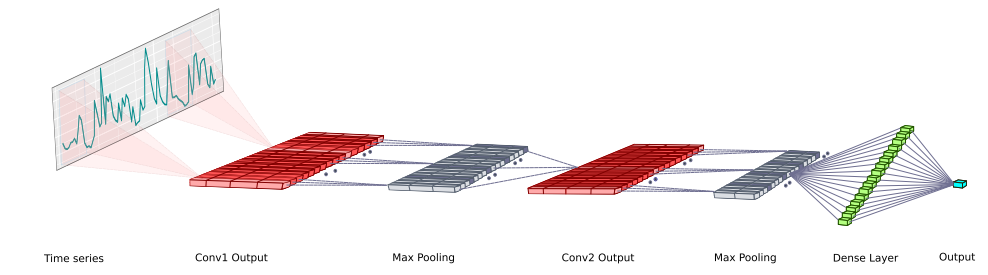 Time series
Conv1 Output
Max Pooling
Conv2 Output
Max Pooling
Dense Layer
Output